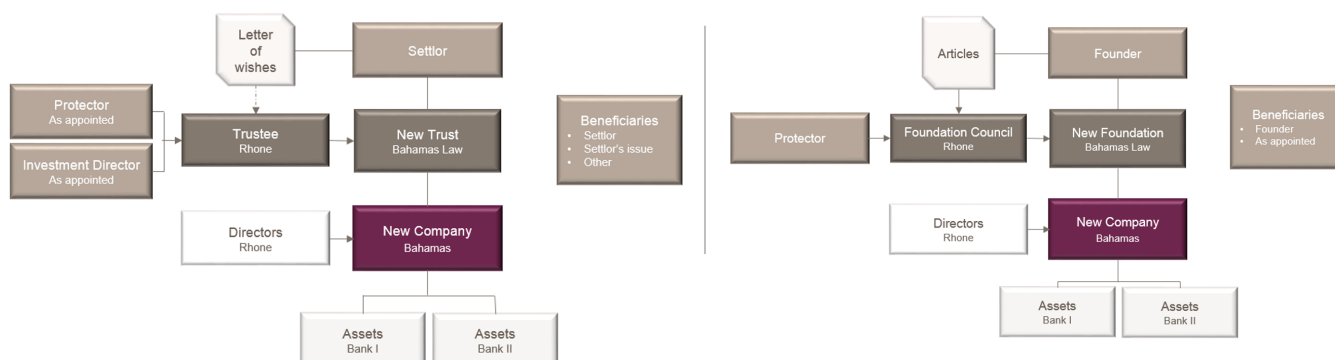 Letter
of
wishes
Settlor
Protector
As appointed
Investment Director
As appointed
Trustee
Rhone
New Trust
Bahamas Law
Beneficiaries
• Settlor
• Settlor's issue
• Other
Directors
Rhone
New Company
Bahamas
Assets
Bank I
Assets
Bank II
Articles
Founder
Protector
Foundation Council
Rhone
New Foundation
Bahamas Law
Beneficiaries
• Founder
• As appointed
Directors
Rhone
New Company
Bahamas
Assets
Bank I
Assets
Bank II